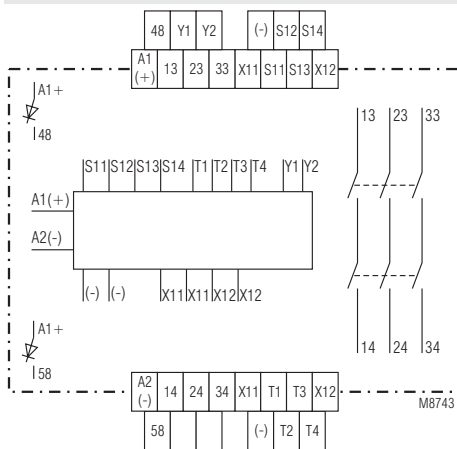 48 Y1 Y2 (-) S12 S14
A1 (+) 13 23 33 X11 S11 S13 X12
A1+
48
13 23 33
S11 S12 S13 S14 T1 T2 T3 T4 Y1 Y2
A1(+)
A2(-)
(-) (-) X11 X11 X12 X12
A1+
58
14 24 34
A2 (-) 14 24 34 X11 T1 T3 X12
M8743
58 (-) T2 T4